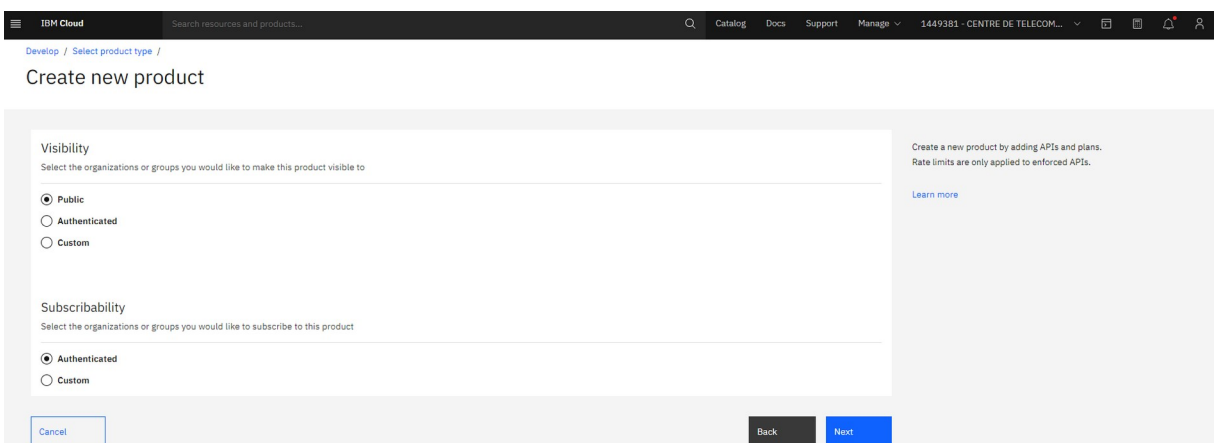 IBM Cloud
Search resources and products...
Catalog
Docs
Support
Manage
1449381 - CENTRE DE TELECOM...
Develop / Select product type /
Create new product
Visibility
Select the organizations or groups you would like to make this product visible to
Public
Authenticated
Custom
Create a new product by adding APIs and plans.
Rate limits are only applied to enforced APIs.
Learn more
Subscribability
Select the organizations or groups you would like to subscribe to this product
Authenticated
Custom
Cancel
Back
Next